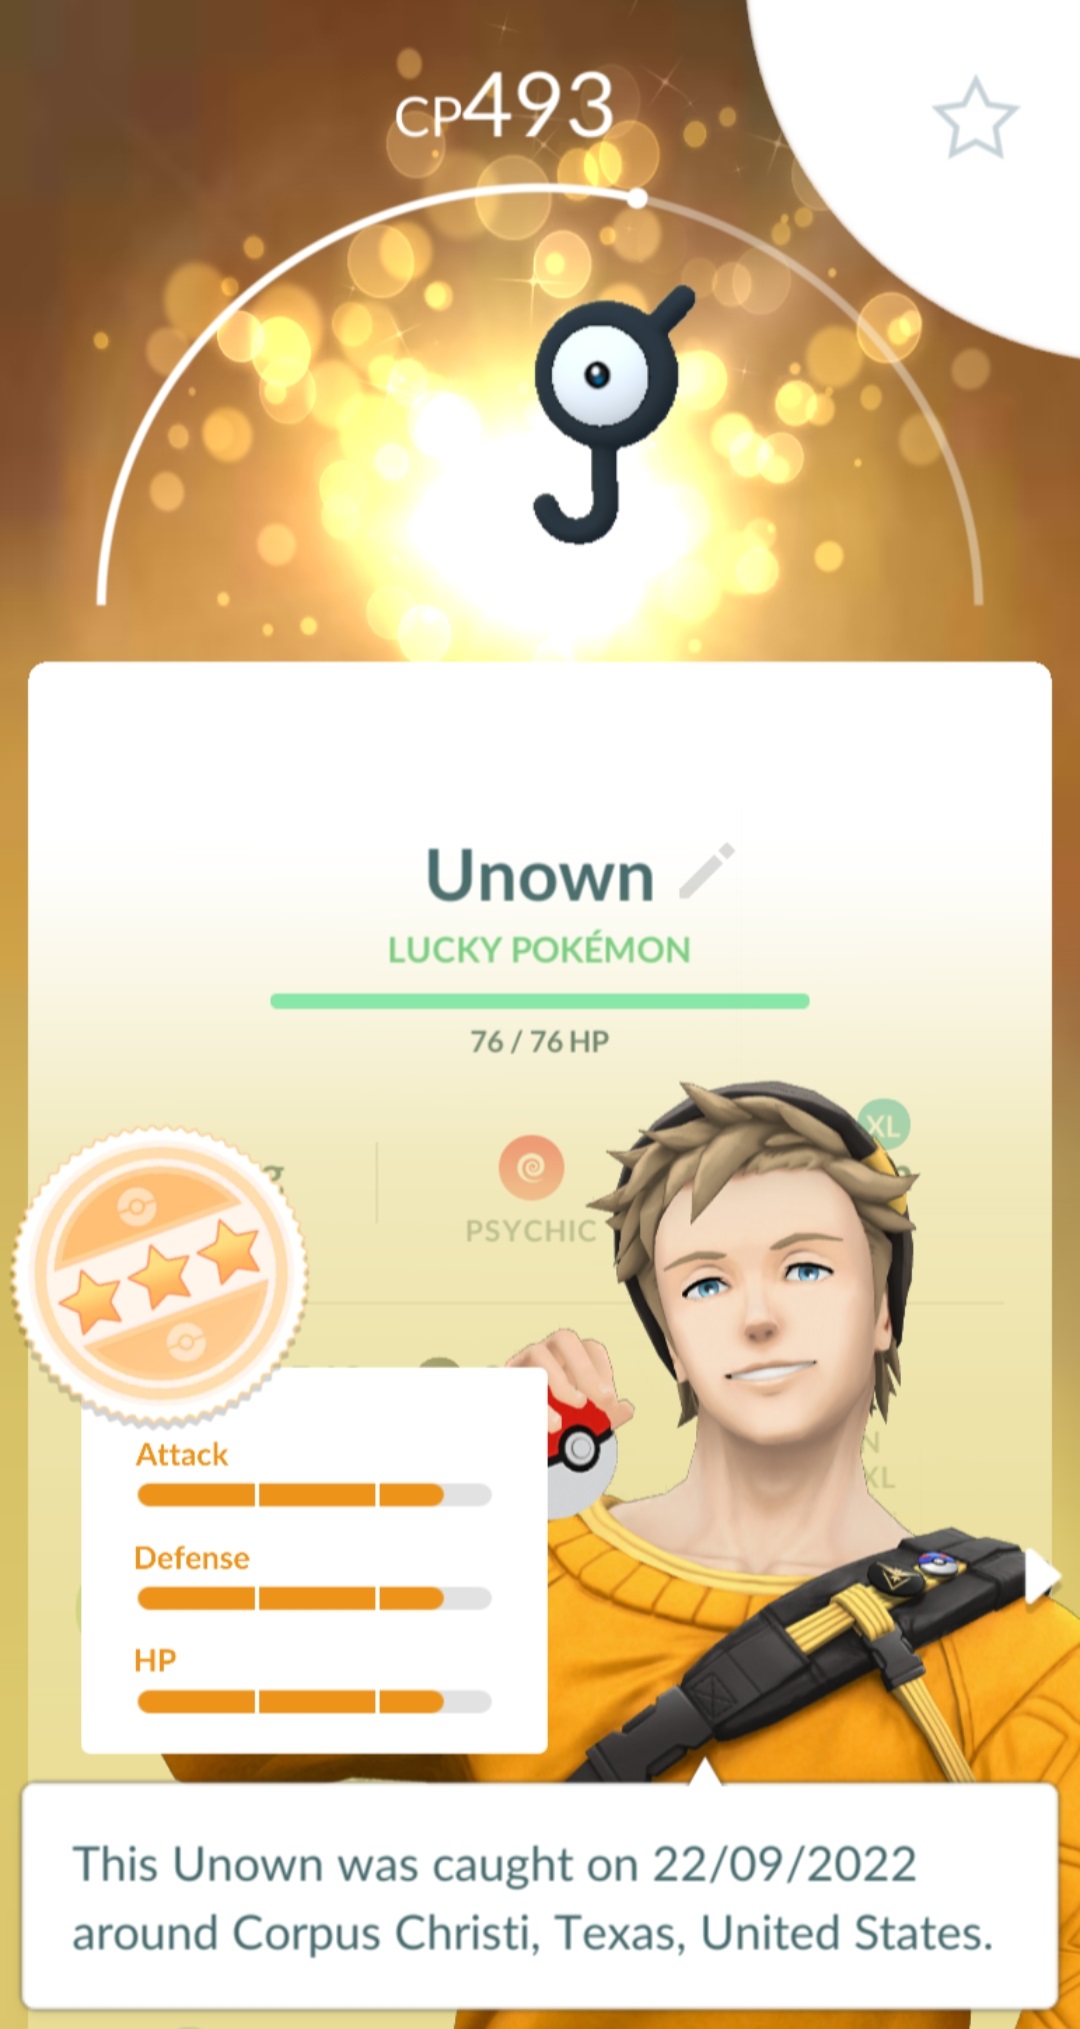 CP493
Unown
LUCKY POKÉMON
76 / 76 HP
XL
PSYCHIC
XL
Attack
Defense
HP
This Unown was caught on 22/09/2022
around Corpus Christi, Texas, United States.